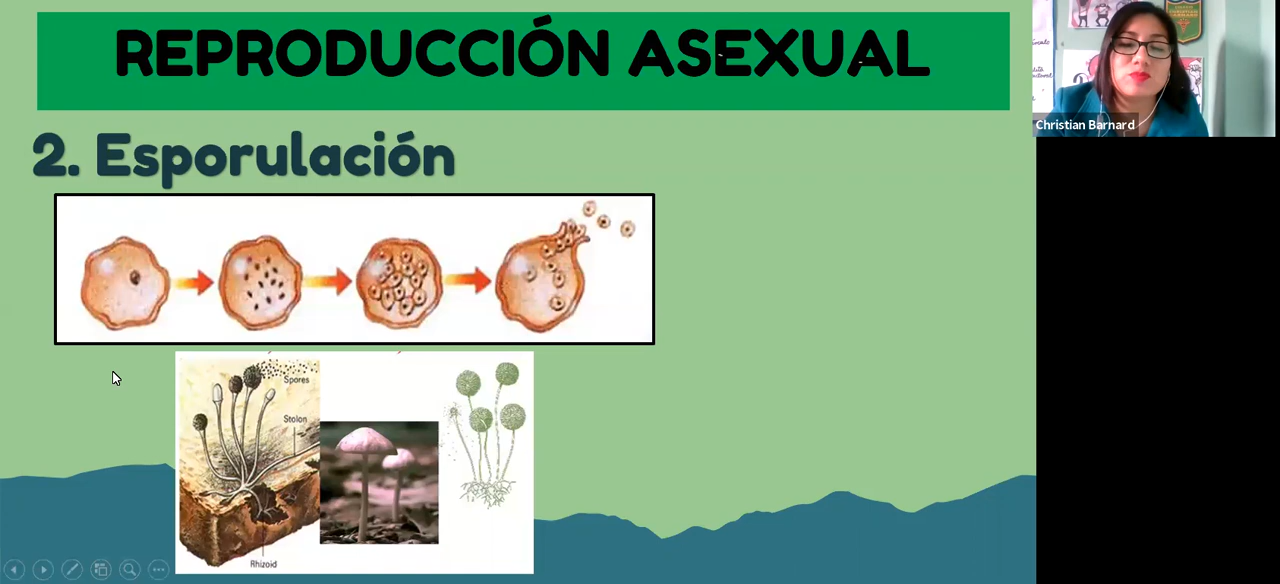 REPRODUCCIÓN ASEXUAL
Christian Barnard
2. Esporulación
Spores
Stolon
Rhizoid